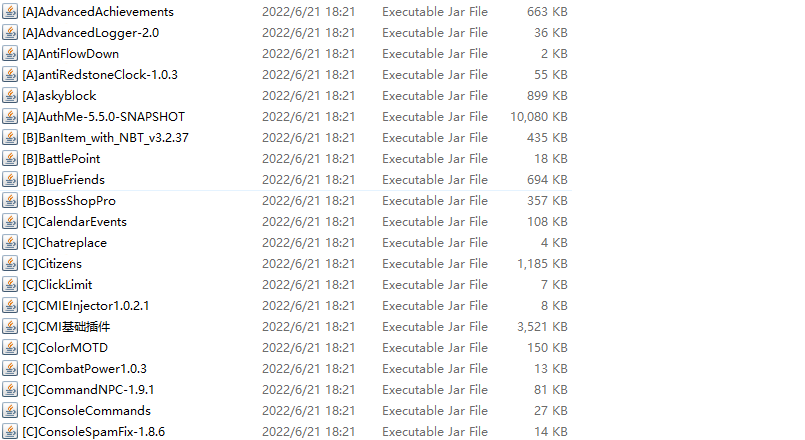 [A]AdvancedAchievements 2022/6/21 18:21 Executable Jar File 663 KB
[A]AdvancedLogger-2.0 2022/6/21 18:21 Executable Jar File 36 KB
[A]AntiFlowDown 2022/6/21 18:21 Executable Jar File 2 KB
[A]antiRedstoneClock-1.0.3 2022/6/21 18:21 Executable Jar File 55 KB
[A]askyblock 2022/6/21 18:21 Executable Jar File 899 KB
[A]AuthMe-5.5.0-SNAPSHOT 2022/6/21 18:21 Executable Jar File 10,080 KB
[B]BanItem_with_NBT_v3.2.37 2022/6/21 18:21 Executable Jar File 435 KB
[B]BattlePoint 2022/6/21 18:21 Executable Jar File 18 KB
[B]BlueFriends 2022/6/21 18:21 Executable Jar File 694 KB
[B]BossShopPro 2022/6/21 18:21 Executable Jar File 357 KB
[C]CalendarEvents 2022/6/21 18:21 Executable Jar File 108 KB
[C]Chatreplace 2022/6/21 18:21 Executable Jar File 4 KB
[C]Citizens 2022/6/21 18:21 Executable Jar File 1,185 KB
[C]ClickLimit 2022/6/21 18:21 Executable Jar File 7 KB
[C]CMIEInjector1.0.2.1 2022/6/21 18:21 Executable Jar File 8 KB
[C]CMI基础插件 2022/6/21 18:21 Executable Jar File 3,521 KB
[C]ColorMOTD 2022/6/21 18:21 Executable Jar File 150 KB
[C]CombatPower1.0.3 2022/6/21 18:21 Executable Jar File 13 KB
[C]CommandNPC-1.9.1 2022/6/21 18:21 Executable Jar File 81 KB
[C]ConsoleCommands 2022/6/21 18:21 Executable Jar File 27 KB
[C]ConsoleSpamFix-1.8.6 2022/6/21 18:21 Executable Jar File 14 KB